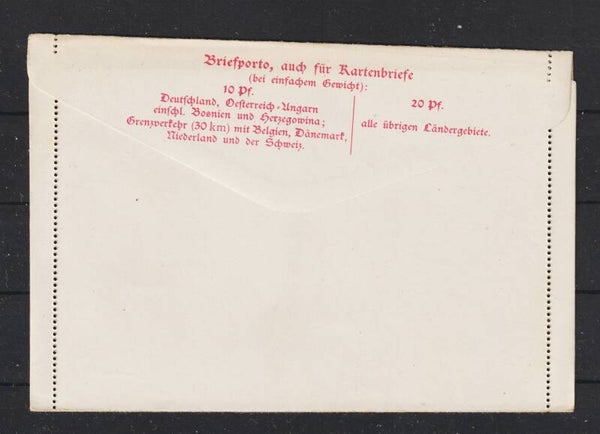 Briefporto, auch für Kartenbriefe
(bei einfachem Gewicht):
10 Pf.
Deutschland, Oesterreich-Ungarn
einschl. Bosnien und Herzegowina;
Grenzverkehr (30 km) mit Belgien, Dänemark,
Niederland und der Schweiz.
20 Pf.
alle übrigen Ländergebiete.